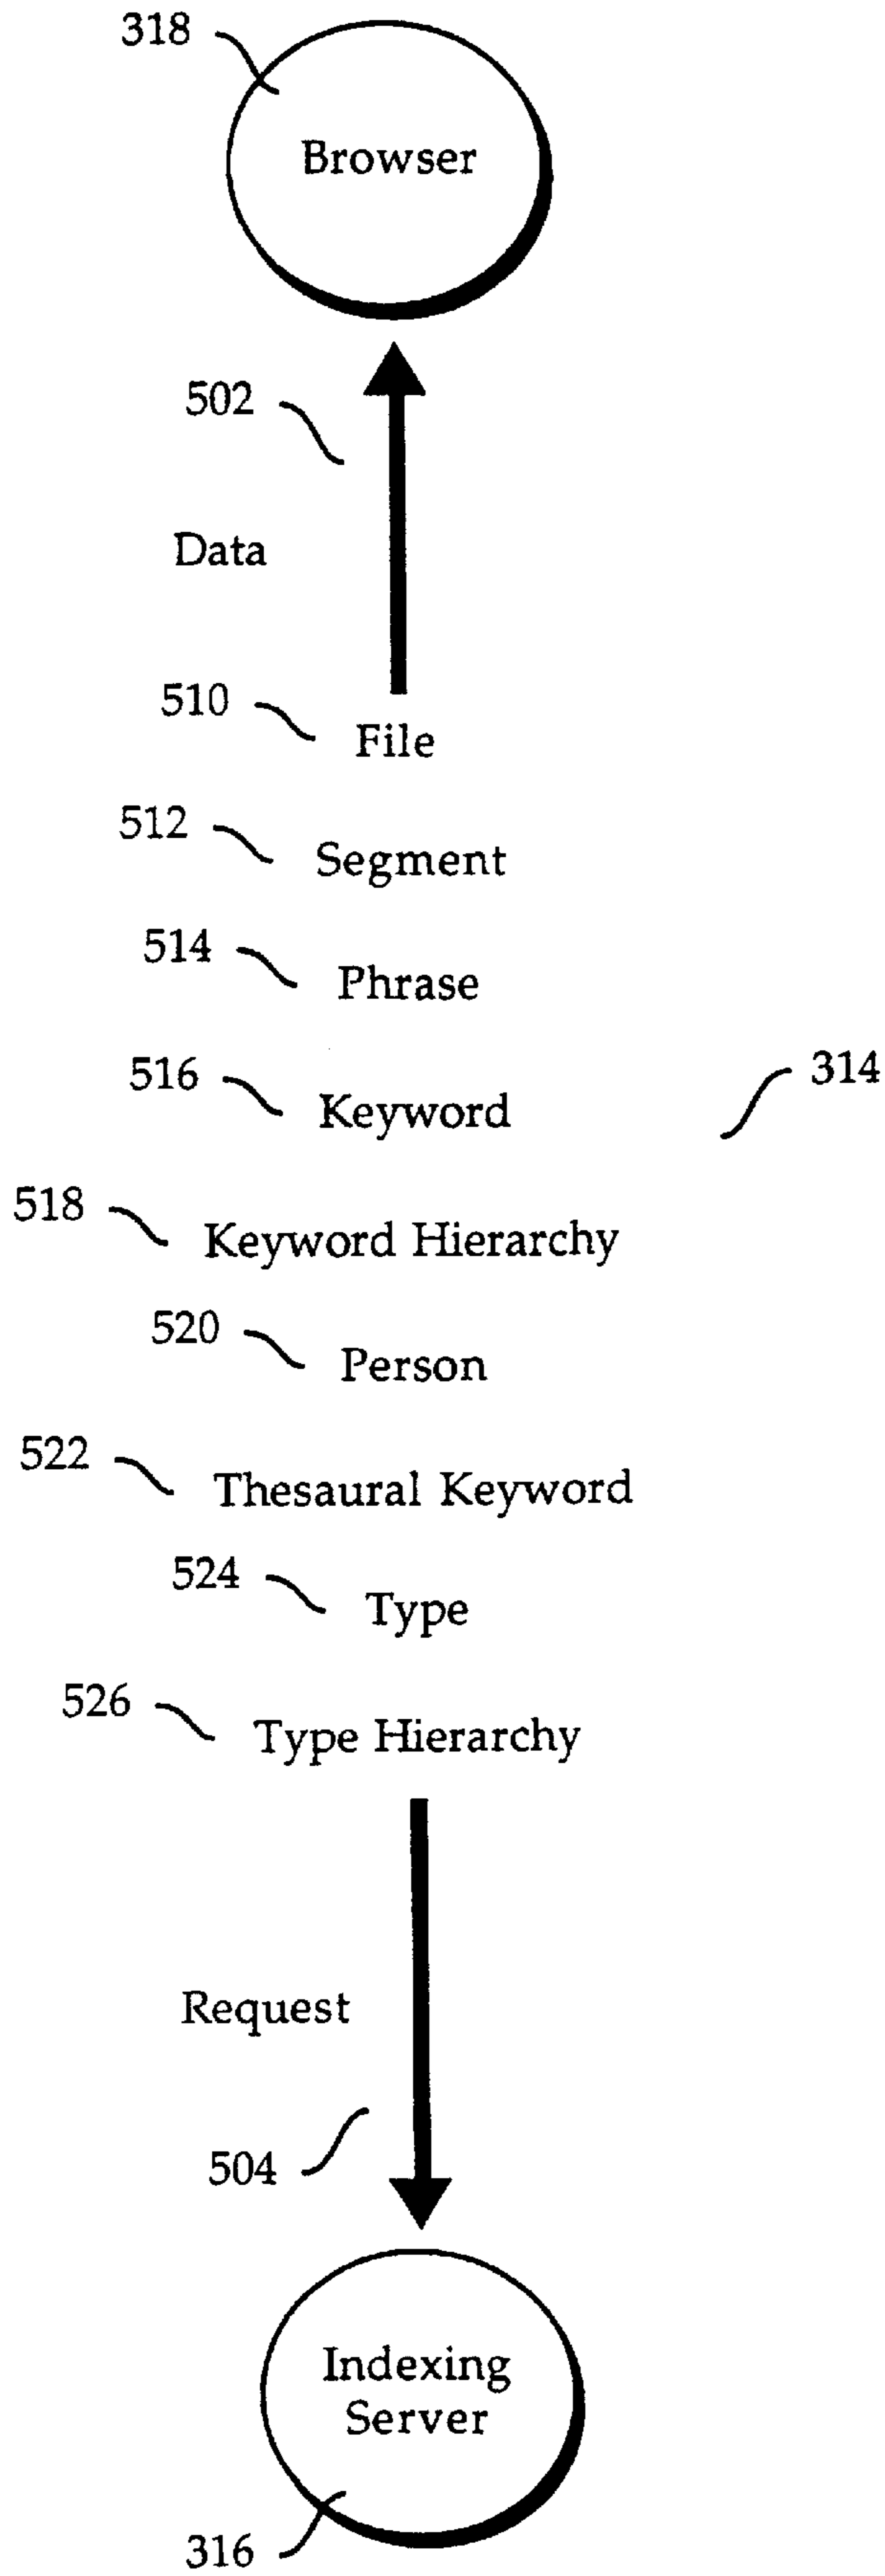 318
Browser
502
Data
510
File
512
Segment
514
Phrase
516
Keyword
314
518
Keyword Hierarchy
520
Person
522
Thesaural Keyword
524
Type
526
Type Hierarchy
Request
504
Indexing
Server
316